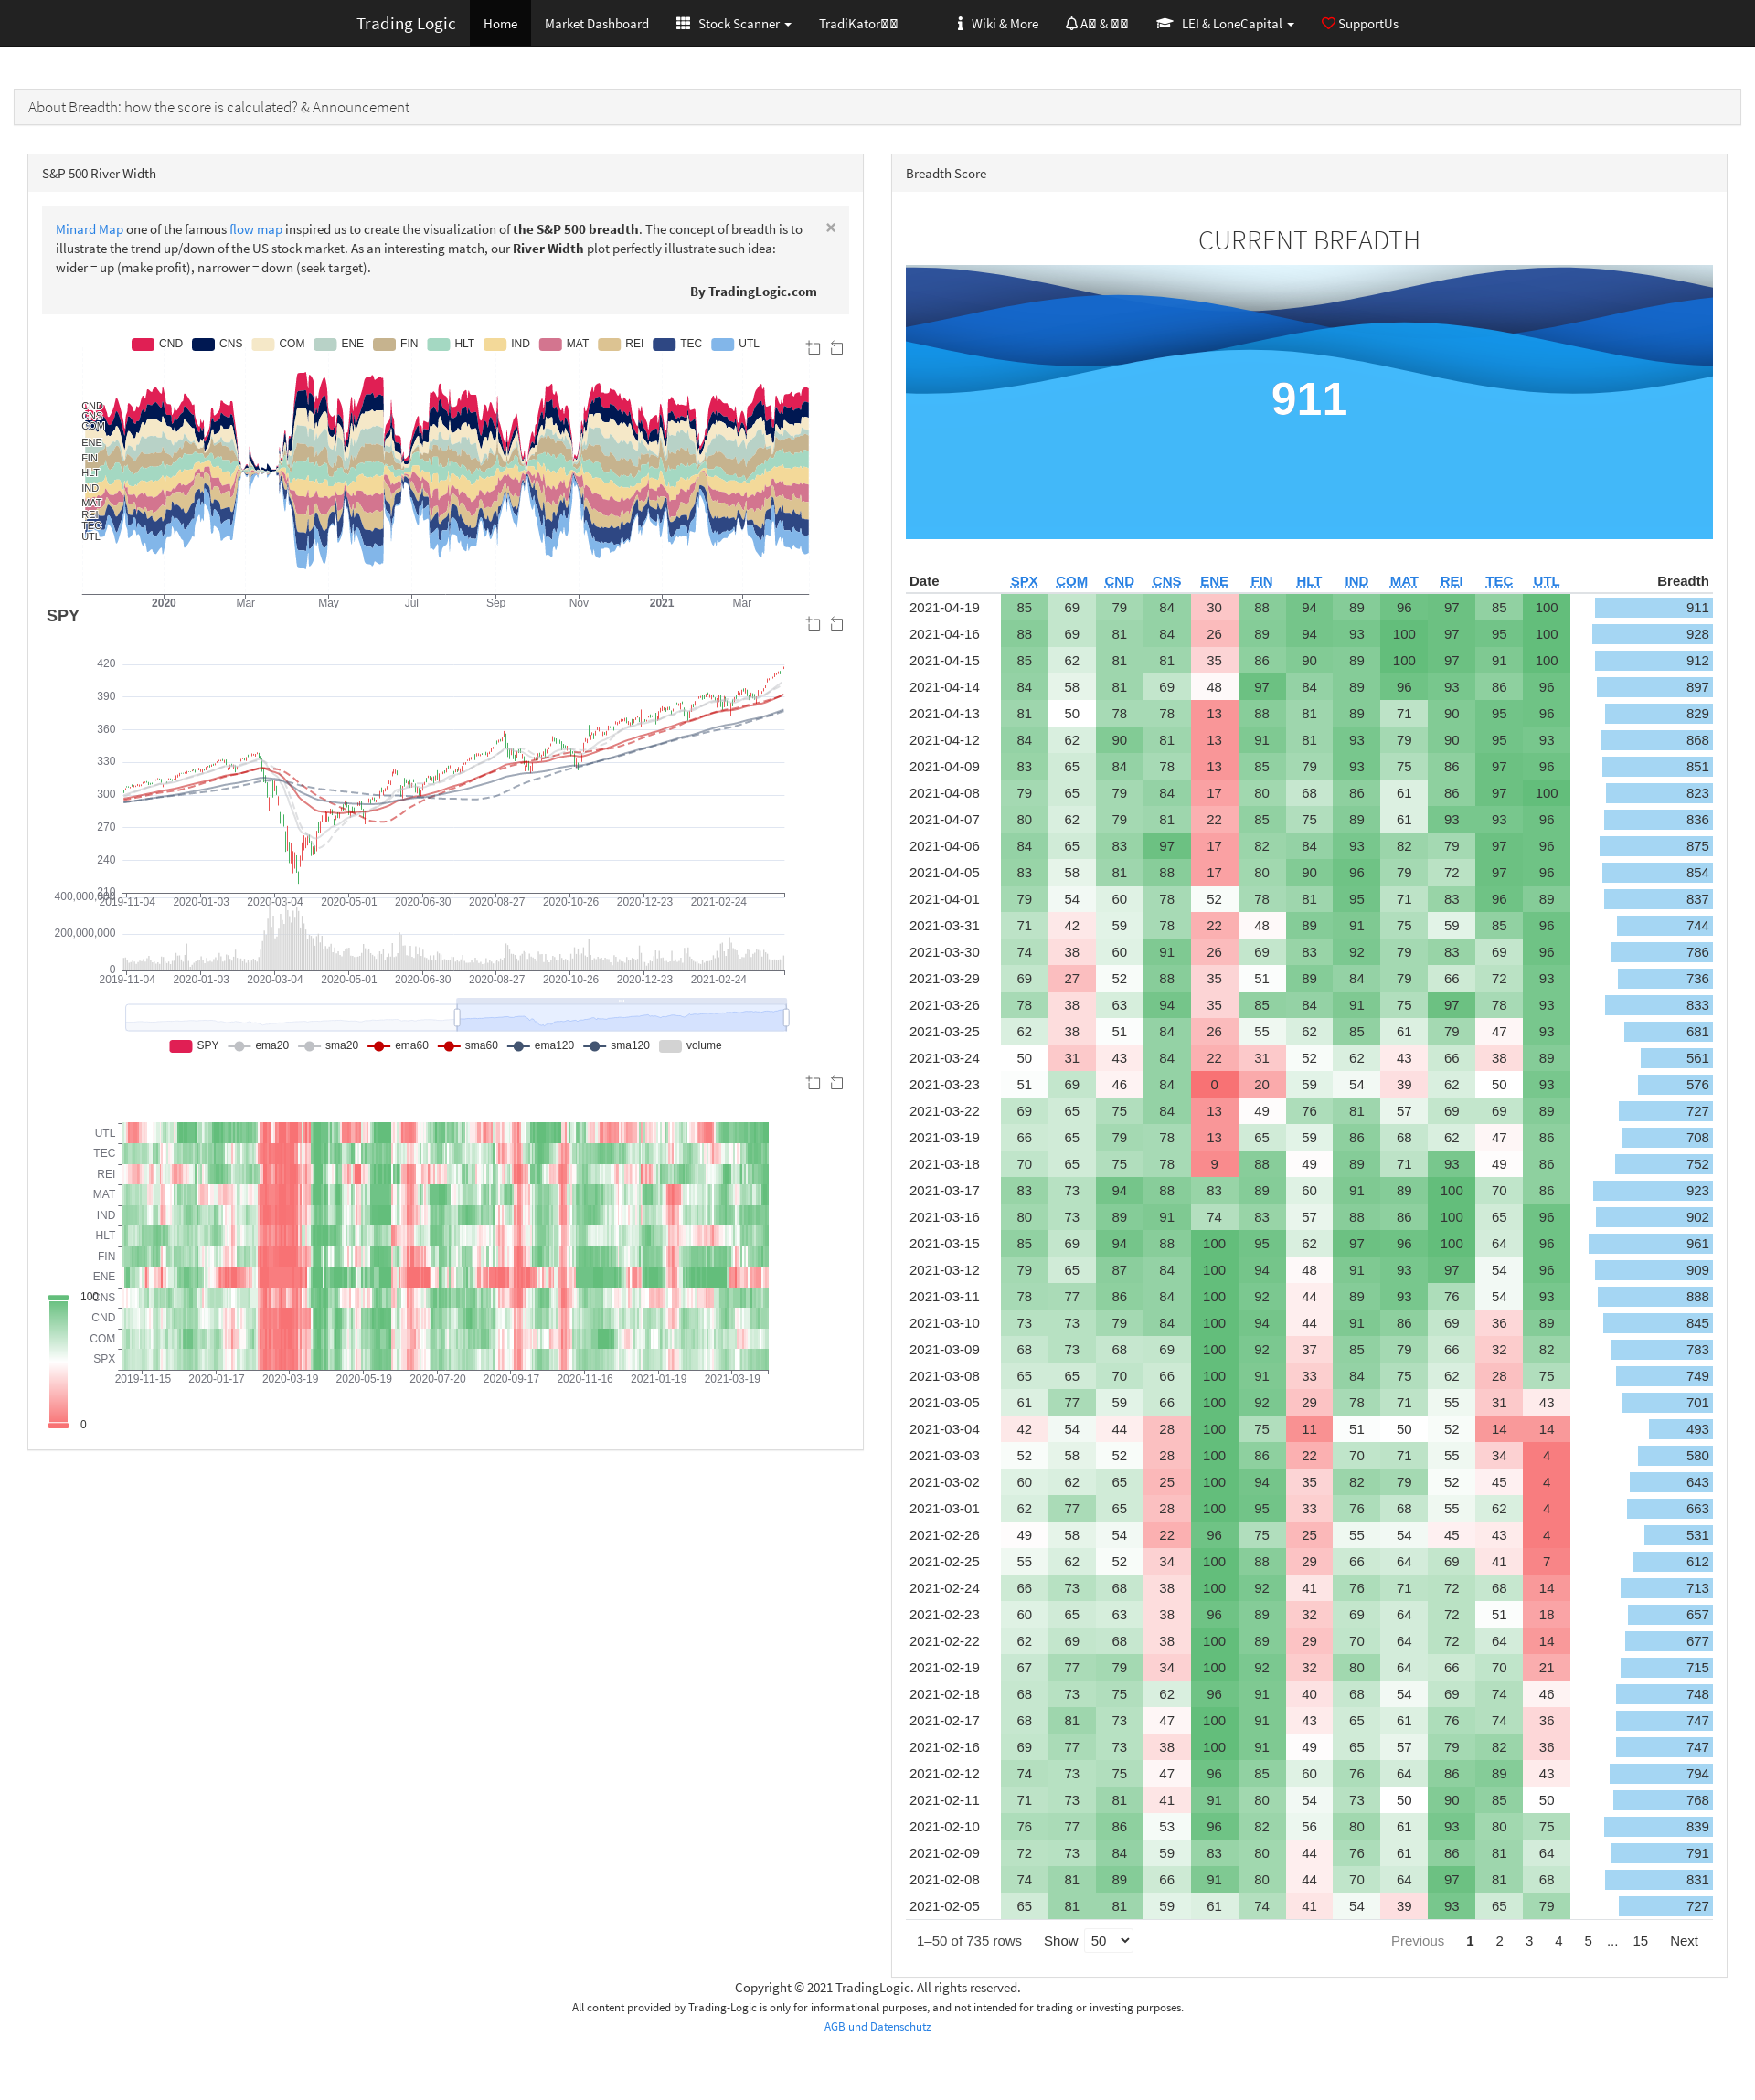 Trading Logic Home Market Dashboard Stock Scanner TradiKator Wiki & More A & LEI & LoneCapital SupportUs
About Breadth: how the score is calculated? & Announcement
S&P 500 River Width
Minard Map one of the famous flow map inspired us to create the visualization of the S&P 500 breadth. The concept of breadth is to
illustrate the trend up/down of the US stock market. As an interesting match, our River Width plot perfectly illustrate such idea:
wider = up (make profit), narrower = down (seek target).
×
By TradingLogic.com
CND CNS COM ENE FIN HLT IND MAT REI TEC UTL
CND
CNS
COM
ENE
FIN
HLT
IND
MAT
REI
TEC
UTL
2020 Mar May Jul Sep Nov 2021 Mar
SPY
420
390
360
330
300
270
240
210
2019-11-04 2020-01-03 2020-03-04 2020-05-01 2020-06-30 2020-08-27 2020-10-26 2020-12-23 2021-02-24
400,000,000
200,000,000
0
2019-11-04 2020-01-03 2020-03-04 2020-05-01 2020-06-30 2020-08-27 2020-10-26 2020-12-23 2021-02-24
SPY ema20 sma20 ema60 sma60 ema120 sma120 volume
UTL
TEC
REI
MAT
IND
HLT
FIN
ENE
CNS
CND
COM
SPX
2019-11-15 2020-01-17 2020-03-19 2020-05-19 2020-07-20 2020-09-17 2020-11-16 2021-01-19 2021-03-19
100
0
Breadth Score
CURRENT BREADTH
911
Date SPX COM CND CNS ENE FIN HLT IND MAT REI TEC UTL Breadth
2021-04-19 85 69 79 84 30 88 94 89 96 97 85 100 911
2021-04-16 88 69 81 84 26 89 94 93 100 97 95 100 928
2021-04-15 85 62 81 81 35 86 90 89 100 97 91 100 912
2021-04-14 84 58 81 69 48 97 84 89 96 93 86 96 897
2021-04-13 81 50 78 78 13 88 81 89 71 90 95 96 829
2021-04-12 84 62 90 81 13 91 81 93 79 90 95 93 868
2021-04-09 83 65 84 78 13 85 79 93 75 86 97 96 851
2021-04-08 79 65 79 84 17 80 68 86 61 86 97 100 823
2021-04-07 80 62 79 81 22 85 75 89 61 93 93 96 836
2021-04-06 84 65 83 97 17 82 84 93 82 79 97 96 875
2021-04-05 83 58 81 88 17 80 90 96 79 72 97 96 854
2021-04-01 79 54 60 78 52 78 81 95 71 83 96 89 837
2021-03-31 71 42 59 78 22 48 89 91 75 59 85 96 744
2021-03-30 74 38 60 91 26 69 83 92 79 83 69 96 786
2021-03-29 69 27 52 88 35 51 89 84 79 66 72 93 736
2021-03-26 78 38 63 94 35 85 84 91 75 97 78 93 833
2021-03-25 62 38 51 84 26 55 62 85 61 79 47 93 681
2021-03-24 50 31 43 84 22 31 52 62 43 66 38 89 561
2021-03-23 51 69 46 84 0 20 59 54 39 62 50 93 576
2021-03-22 69 65 75 84 13 49 76 81 57 69 69 89 727
2021-03-19 66 65 79 78 13 65 59 86 68 62 47 86 708
2021-03-18 70 65 75 78 9 88 49 89 71 93 49 86 752
2021-03-17 83 73 94 88 83 89 60 91 89 100 70 86 923
2021-03-16 80 73 89 91 74 83 57 88 86 100 65 96 902
2021-03-15 85 69 94 88 100 95 62 97 96 100 64 96 961
2021-03-12 79 65 87 84 100 94 48 91 93 97 54 96 909
2021-03-11 78 77 86 84 100 92 44 89 93 76 54 93 888
2021-03-10 73 73 79 84 100 94 44 91 86 69 36 89 845
2021-03-09 68 73 68 69 100 92 37 85 79 66 32 82 783
2021-03-08 65 65 70 66 100 91 33 84 75 62 28 75 749
2021-03-05 61 77 59 66 100 92 29 78 71 55 31 43 701
2021-03-04 42 54 44 28 100 75 11 51 50 52 14 14 493
2021-03-03 52 58 52 28 100 86 22 70 71 55 34 4 580
2021-03-02 60 62 65 25 100 94 35 82 79 52 45 4 643
2021-03-01 62 77 65 28 100 95 33 76 68 55 62 4 663
2021-02-26 49 58 54 22 96 75 25 55 54 45 43 4 531
2021-02-25 55 62 52 34 100 88 29 66 64 69 41 7 612
2021-02-24 66 73 68 38 100 92 41 76 71 72 68 14 713
2021-02-23 60 65 63 38 96 89 32 69 64 72 51 18 657
2021-02-22 62 69 68 38 100 89 29 70 64 72 64 14 677
2021-02-19 67 77 79 34 100 92 32 80 64 66 70 21 715
2021-02-18 68 73 75 62 96 91 40 68 54 69 74 46 748
2021-02-17 68 81 73 47 100 91 43 65 61 76 74 36 747
2021-02-16 69 77 73 38 100 91 49 65 57 79 82 36 747
2021-02-12 74 73 75 47 96 85 60 76 64 86 89 43 794
2021-02-11 71 73 81 41 91 80 54 73 50 90 85 50 768
2021-02-10 76 77 86 53 96 82 56 80 61 93 80 75 839
2021-02-09 72 73 84 59 83 80 44 76 61 86 81 64 791
2021-02-08 74 81 89 66 91 80 44 70 64 97 81 68 831
2021-02-05 65 81 81 59 61 74 41 54 39 93 65 79 727
1–50 of 735 rows Show 50 Previous 1 2 3 4 5 ... 15 Next
Copyright © 2021 TradingLogic. All rights reserved.
All content provided by Trading-Logic is only for informational purposes, and not intended for trading or investing purposes.
AGB und Datenschutz